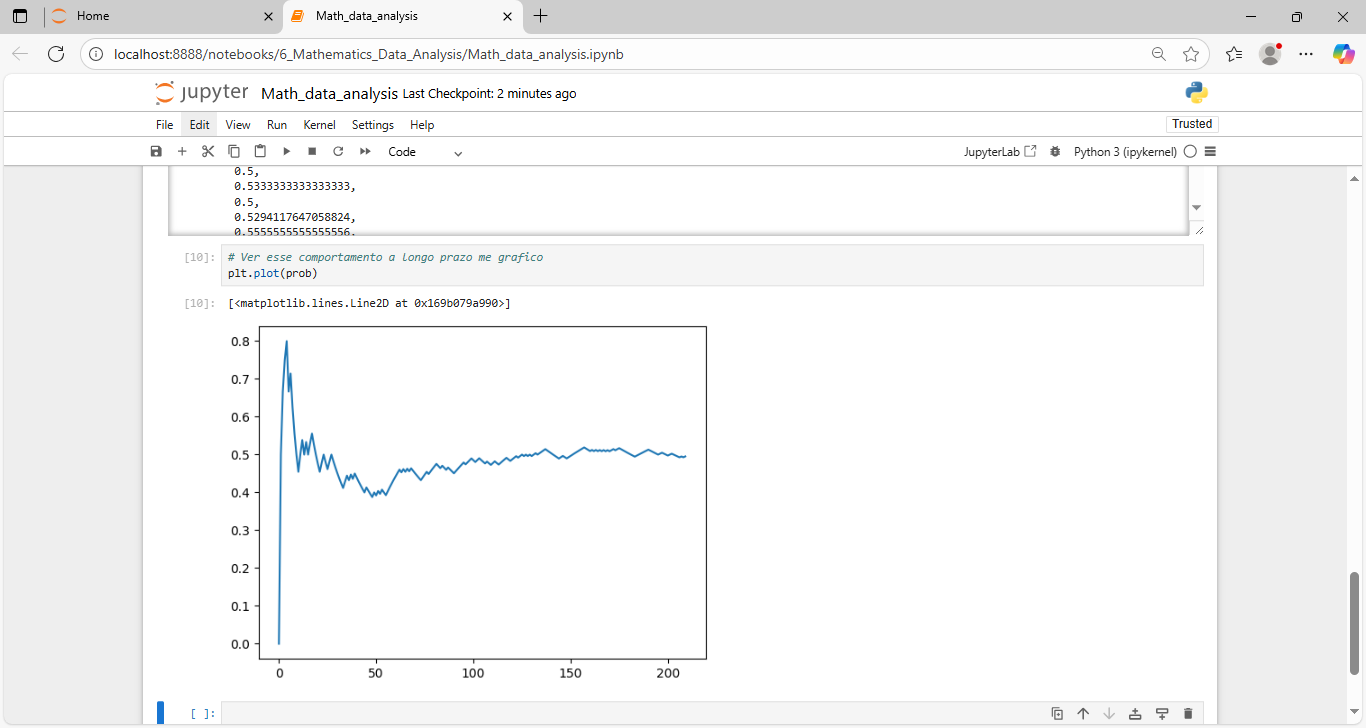 Home
Math_data_analysis
localhost:8888/notebooks/6_Mathematics_Data_Analysis/Math_data_analysis.ipynb
jupyter Math_data_analysis Last Checkpoint: 2 minutes ago
File Edit View Run Kernel Settings Help
Trusted
Code
JupyterLab
Python 3 (ipykernel)
0.5,
0.5333333333333333,
0.5,
0.5294117647058824,
0.5555555555555556,
[10]: # Ver esse comportamento a longo prazo me grafico
plt.plot(prob)
[10]: [<matplotlib.lines.Line2D at 0x169b079a990>]
0.8
0.7
0.6
0.5
0.4
0.3
0.2
0.1
0.0
0 50 100 150 200
[ ]: